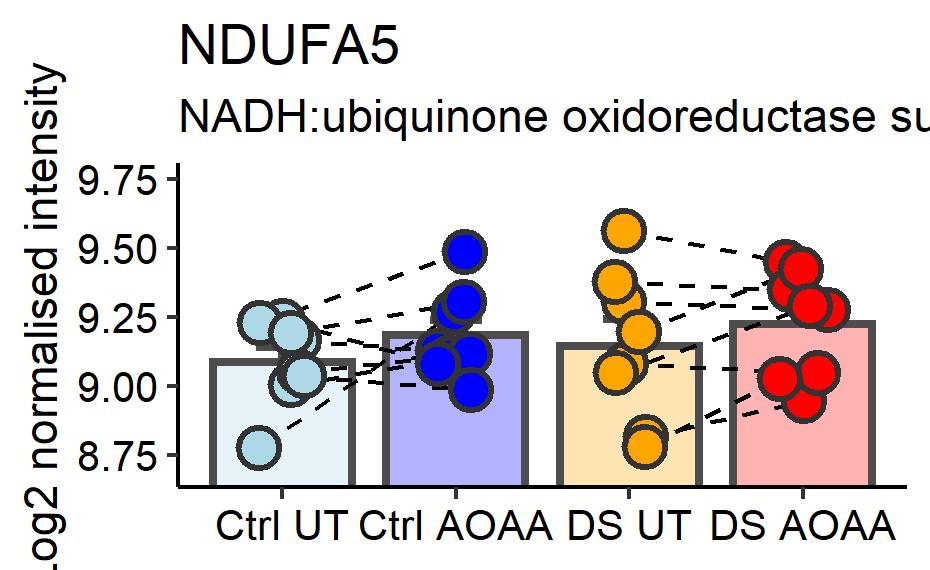 NDUFA5
NADH:ubiquinone oxidoreductase su
Log2 normalised intensity
9.75
9.50
9.25
9.00
8.75
Ctrl UT Ctrl AOAA DS UT DS AOAA